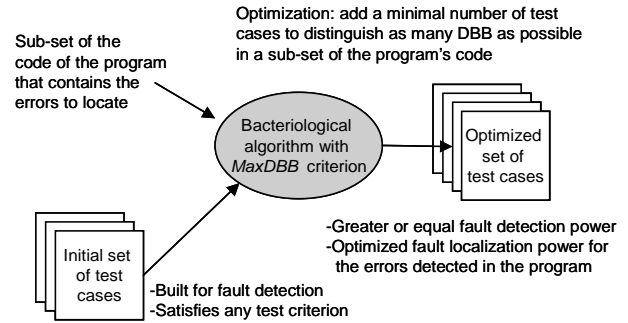 Optimization: add a minimal number of test
cases to distinguish as many DBB as possible
in a sub-set of the program's code
Sub-set of the
code of the program
that contains the
errors to locate
Bacteriological
algorithm with
MaxDBB criterion
Optimized
set of
test cases
-Greater or equal fault detection power
-Optimized fault localization power for
the errors detected in the program
Initial set
of test
cases
-Built for fault detection
-Satisfies any test criterion